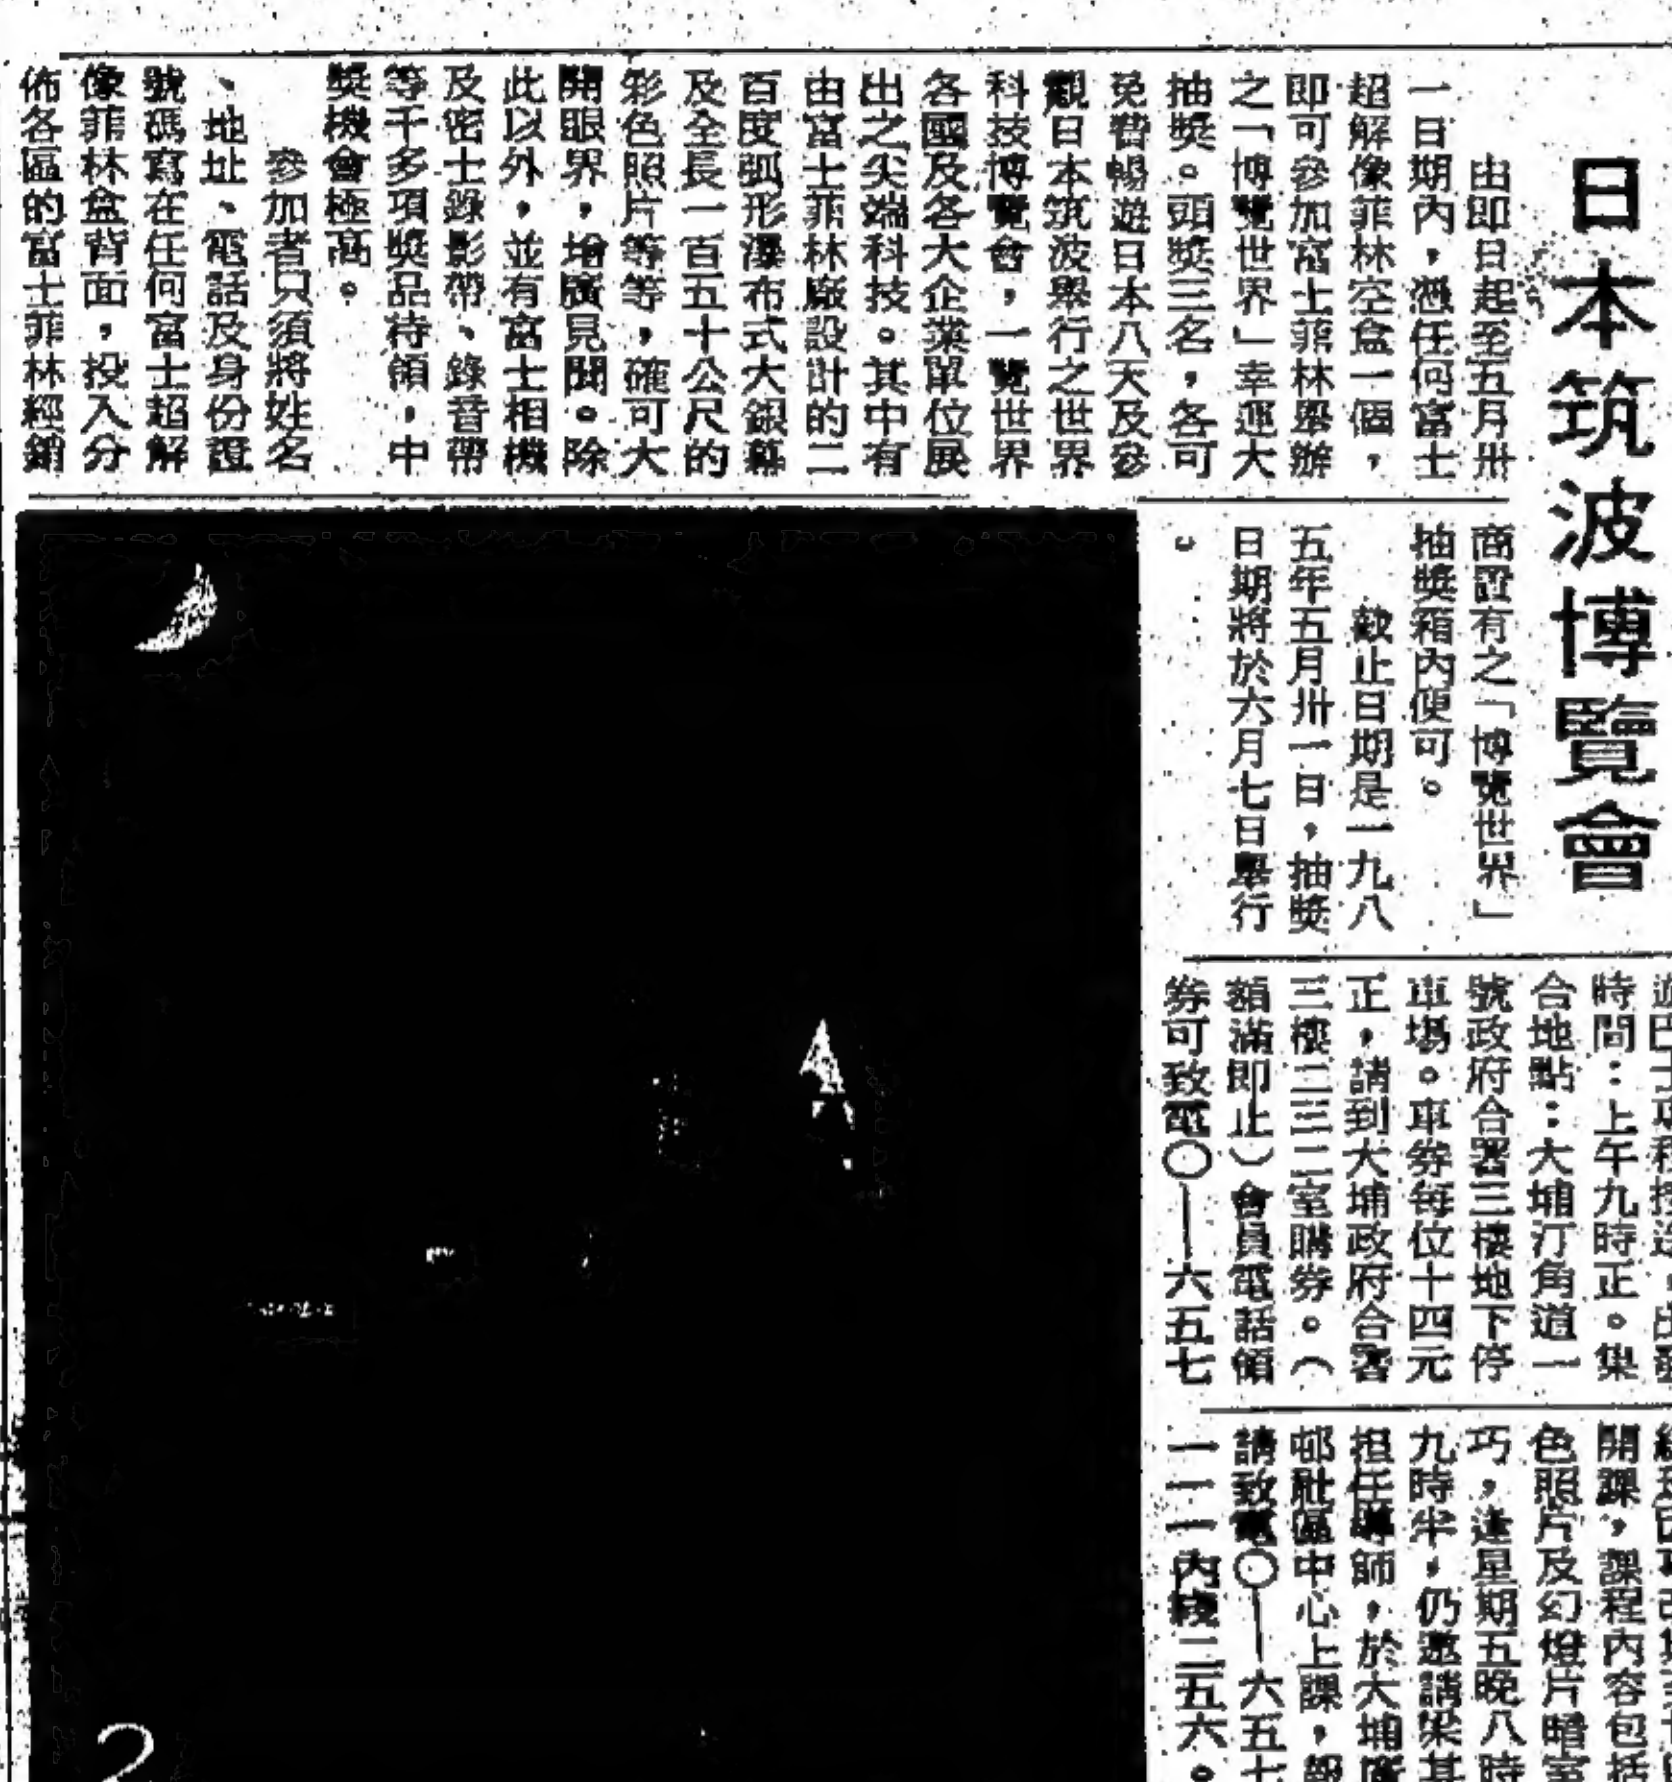 日本筑波博覽會
由即日起至五月卅
一日期內，憑任何富士
超解像菲林空盒一個，
即可參加富士菲林舉辦
之「博覽世界」幸運大
抽獎。頭獎三名，各可
免費暢遊日本八天及參
觀日本筑波舉行之世界
科技博覽會，一覽世界
各國及各大企業單位展
出之尖端科技。其中有
由富士菲林廠設計的二
百度弧形瀑布式大銀幕
及全長一百五十公尺的
彩色照片等等，確可大
開眼界，增廣見聞。除
此以外，並有富士相機
及密士錄影帶、錄音帶
等千多項獎品待領，中
獎機會極高。
參加者只須將姓名
、地址、電話及身份證
號碼寫在任何富士超解
像菲林盒背面，投入分
佈各區的富士菲林經銷
商設有之「博覽世界」
抽獎箱內便可。
截止日期是一九八
五年五月卅一日，抽獎
日期將於六月七日舉行
。
時間：上午九時正。集
合地點：大埔汀角道一
號政府合署三樓地下停
車場。車券每位十四元
正，請到大埔政府合署
三樓二三二室購券。（
額滿即止）會員電話留
券可致電〇—六五七
開課，課程內容包括
色照片及幻燈片暗室
巧，逢星期五晚八時
九時半，仍邀請梁其
担任導師，於大埔廣
邨社區中心上課，報
請致電〇—六五七
一一一內線二五六。
2